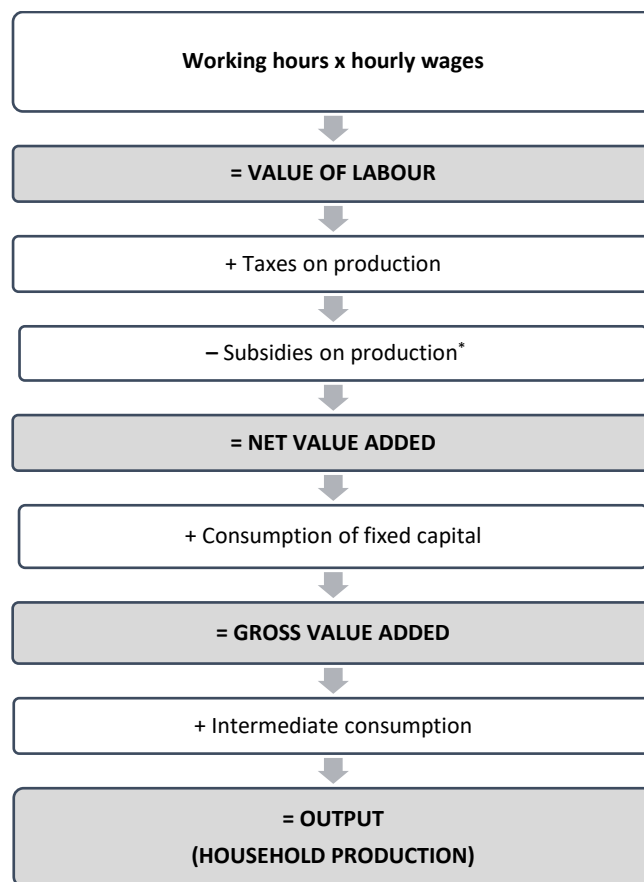 Working hours x hourly wages
= VALUE OF LABOUR
+ Taxes on production
– Subsidies on production*
= NET VALUE ADDED
+ Consumption of fixed capital
= GROSS VALUE ADDED
+ Intermediate consumption
= OUTPUT
(HOUSEHOLD PRODUCTION)